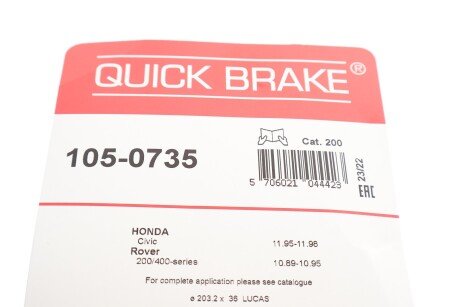 QUICK BRAKE®
Cat. 200
105-0735
5 706021 044423
23/22
EAC
HONDA
Civic 11.95-11.96
Rover
200/400-series 10.89-10.95
For complete application please see catalogue
ø 203.2 x 36 LUCAS